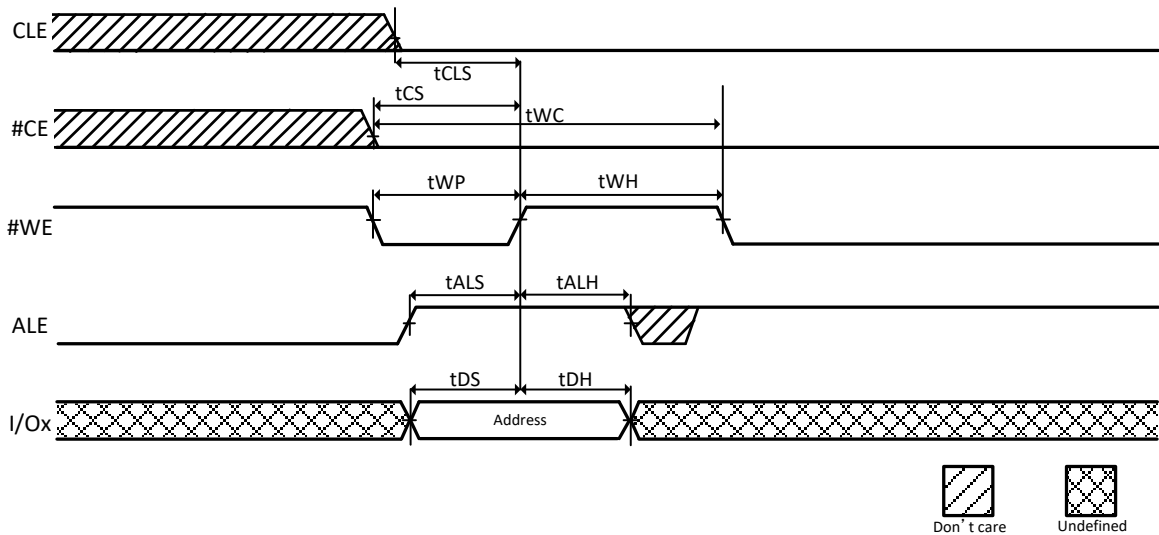 CLE
tCLS
tCS
#CE
tWC
tWP
tWH
#WE
tALS
tALH
ALE
tDS
tDH
I/Ox
Address
Don’t care
Undefined